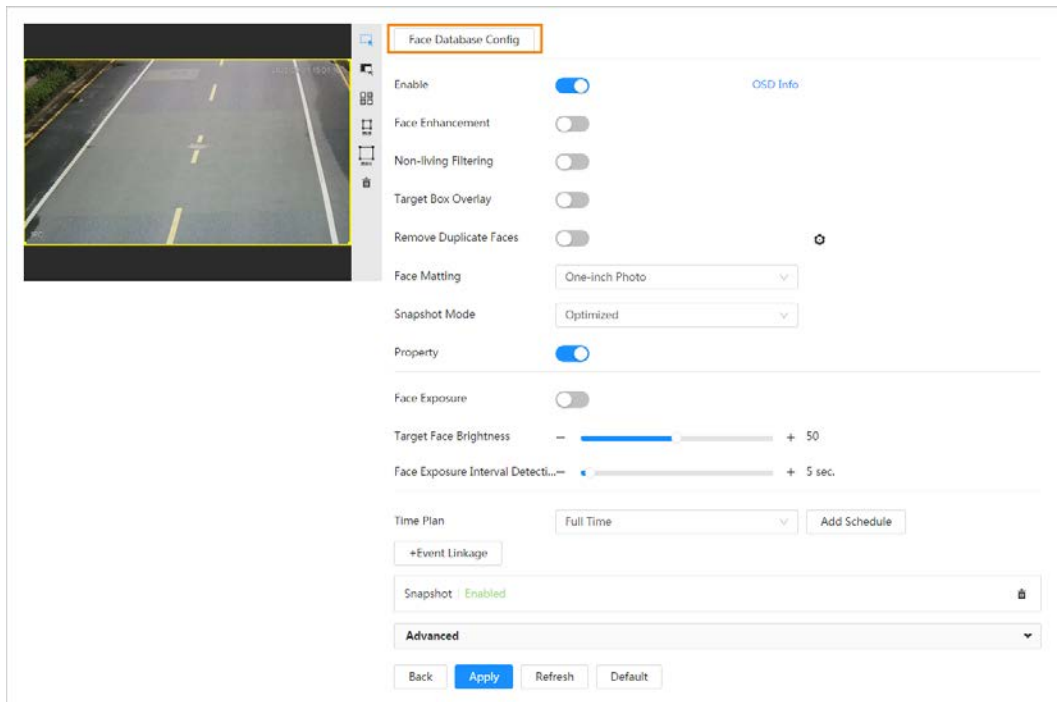 Face Database Config
Enable
OSD Info
Face Enhancement
Non-living Filtering
Target Box Overlay
Remove Duplicate Faces
Face Matting
One-inch Photo
Snapshot Mode
Optimized
Property
Face Exposure
Target Face Brightness
− + 50
Face Exposure Interval Detecti...− + 5 sec.
Time Plan
Full Time
Add Schedule
+Event Linkage
Snapshot | Enabled
Advanced
Back
Apply
Refresh
Default